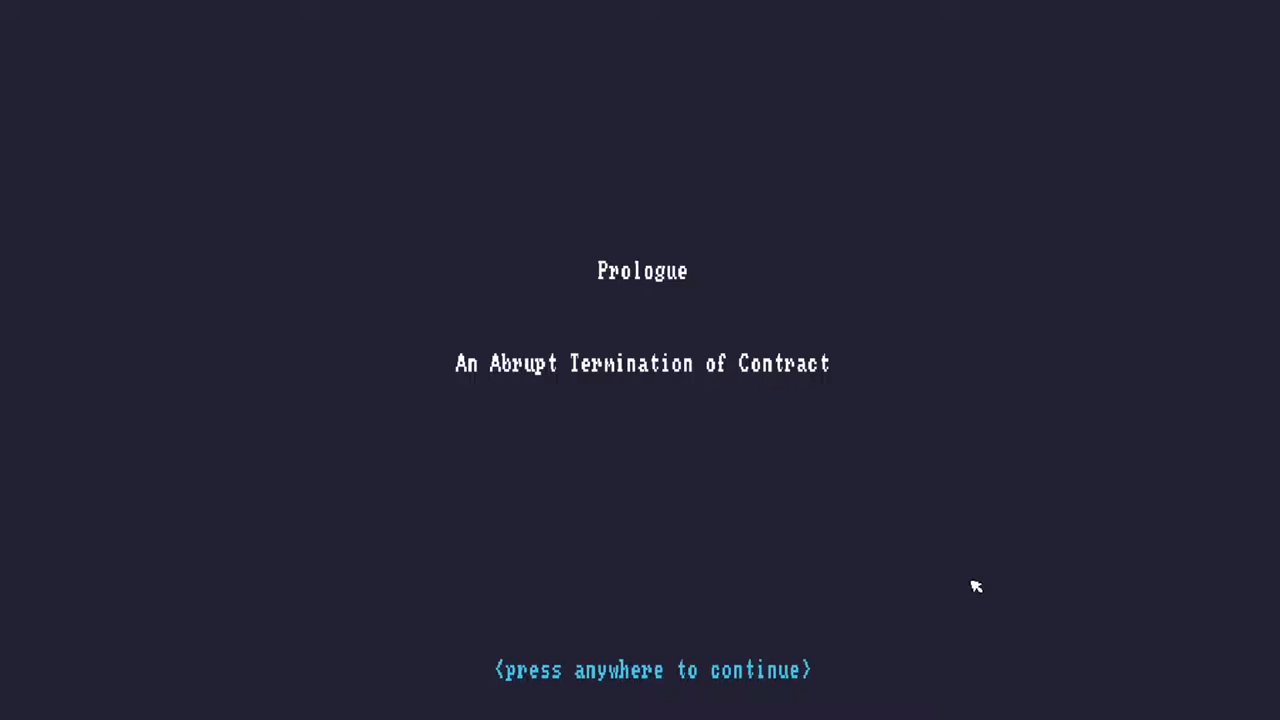 Prologue
An Abrupt Termination of Contract
<press anywhere to continue>